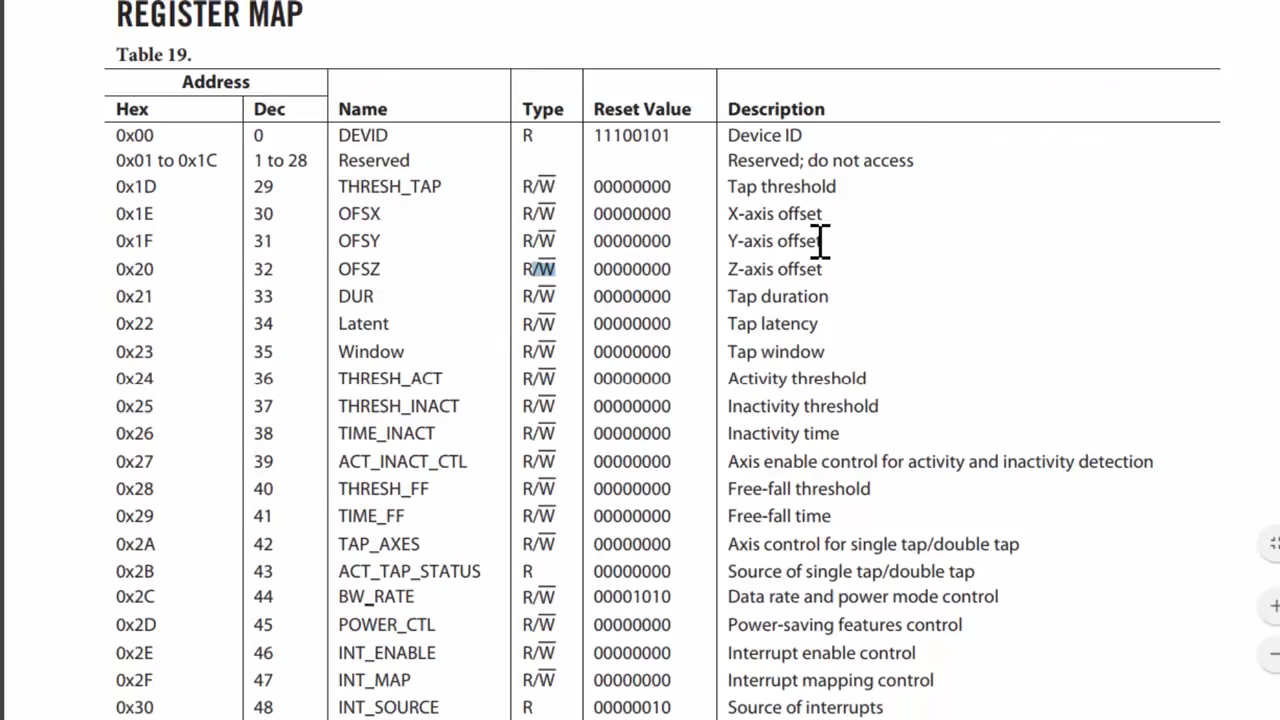 REGISTER MAP
Table 19.
Address
Hex Dec Name Type Reset Value Description
0x00 0 DEVID R 11100101 Device ID
0x01 to 0x1C 1 to 28 Reserved Reserved; do not access
0x1D 29 THRESH_TAP R/W̅ 00000000 Tap threshold
0x1E 30 OFSX R/W̅ 00000000 X-axis offset
0x1F 31 OFSY R/W̅ 00000000 Y-axis offset
0x20 32 OFSZ R/W̅ 00000000 Z-axis offset
0x21 33 DUR R/W̅ 00000000 Tap duration
0x22 34 Latent R/W̅ 00000000 Tap latency
0x23 35 Window R/W̅ 00000000 Tap window
0x24 36 THRESH_ACT R/W̅ 00000000 Activity threshold
0x25 37 THRESH_INACT R/W̅ 00000000 Inactivity threshold
0x26 38 TIME_INACT R/W̅ 00000000 Inactivity time
0x27 39 ACT_INACT_CTL R/W̅ 00000000 Axis enable control for activity and inactivity detection
0x28 40 THRESH_FF R/W̅ 00000000 Free-fall threshold
0x29 41 TIME_FF R/W̅ 00000000 Free-fall time
0x2A 42 TAP_AXES R/W̅ 00000000 Axis control for single tap/double tap
0x2B 43 ACT_TAP_STATUS R 00000000 Source of single tap/double tap
0x2C 44 BW_RATE R/W̅ 00001010 Data rate and power mode control
0x2D 45 POWER_CTL R/W̅ 00000000 Power-saving features control
0x2E 46 INT_ENABLE R/W̅ 00000000 Interrupt enable control
0x2F 47 INT_MAP R/W̅ 00000000 Interrupt mapping control
0x30 48 INT_SOURCE R 00000010 Source of interrupts